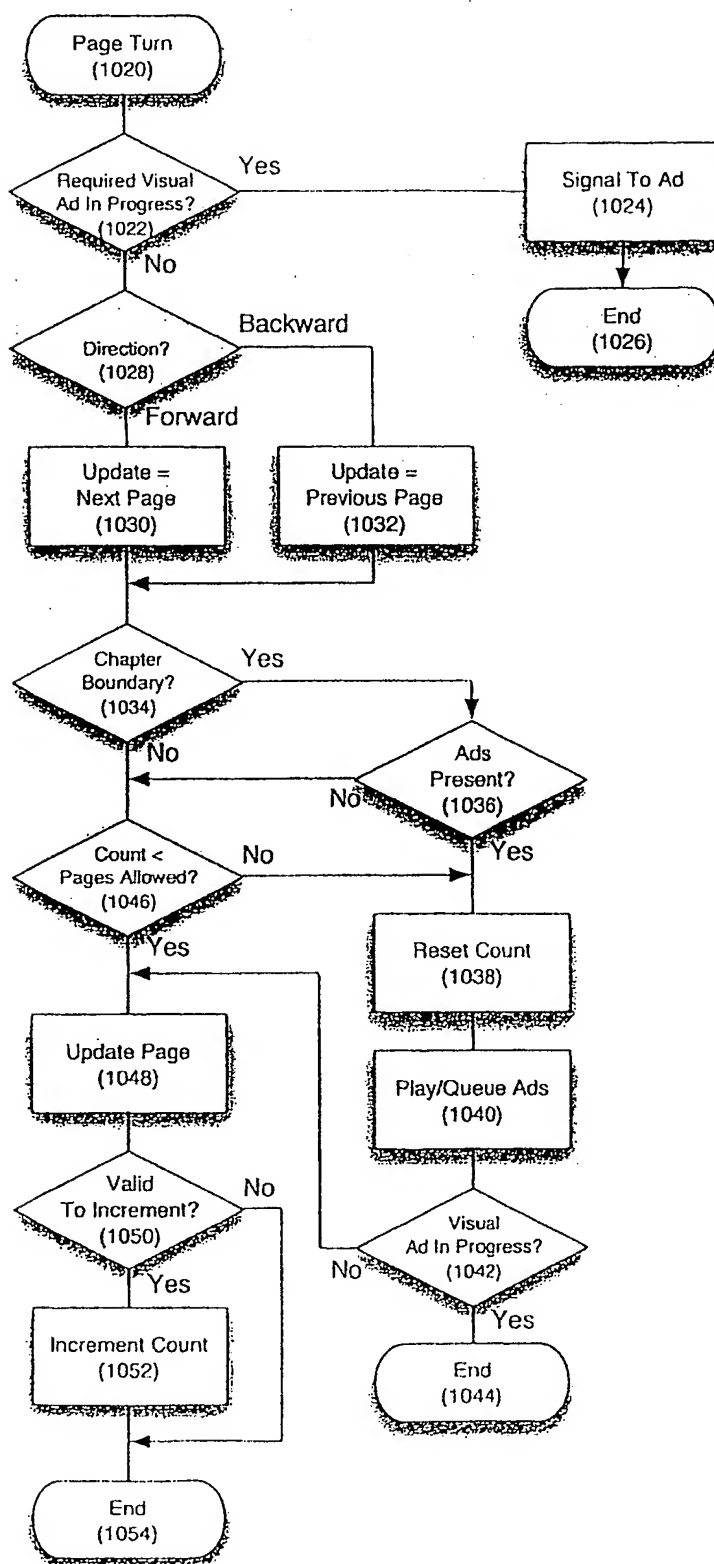 Page Turn
(1020)
Required Visual
Ad In Progress?
(1022)
Yes
No
Signal To Ad
(1024)
End
(1026)
Direction?
(1028)
Backward
Forward
Update =
Next Page
(1030)
Update =
Previous Page
(1032)
Chapter
Boundary?
(1034)
Yes
No
Ads
Present?
(1036)
No
Yes
Count <
Pages Allowed?
(1046)
No
Yes
Reset Count
(1038)
Update Page
(1048)
Play/Queue Ads
(1040)
Valid
To Increment?
(1050)
No
Yes
Visual
Ad In Progress?
(1042)
No
Yes
Increment Count
(1052)
End
(1044)
End
(1054)